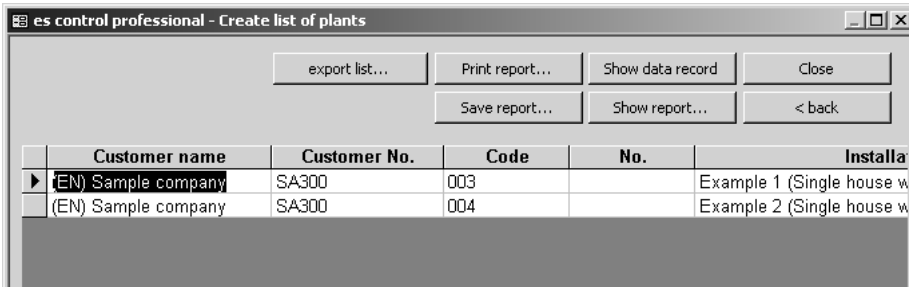 es control professional - Create list of plants
export list... Print report... Show data record Close
Save report... Show report... < back
Customer name Customer No. Code No.
(EN) Sample company SA300 003 Example 1 (Single house
(EN) Sample company SA300 004 Example 2 (Single house